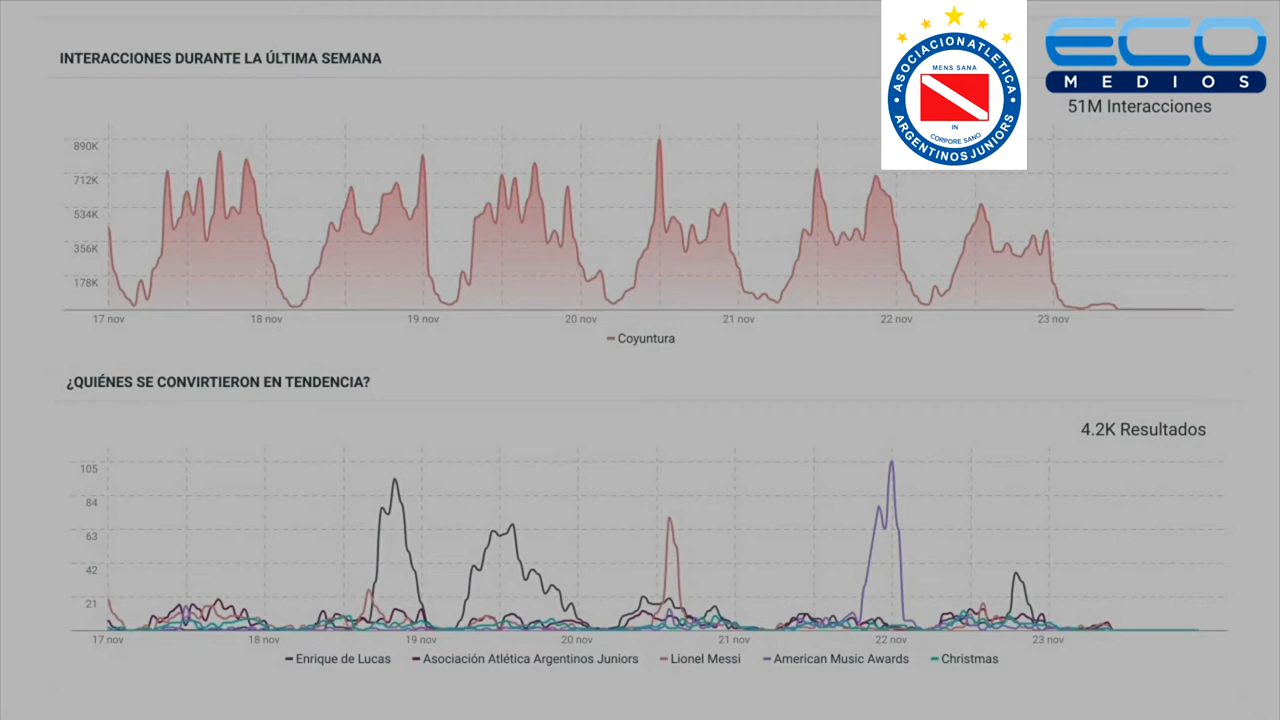 INTERACCIONES DURANTE LA ÚLTIMA SEMANA
ASOCIACION ATLETICA
MENS SANA
IN
CORPORE SANO
ARGENTINOS JUNIORS
ECO
MEDIOS
51M Interacciones
890K
712K
534K
356K
178K
17 nov 18 nov 19 nov 20 nov 21 nov 22 nov 23 nov
Coyuntura
¿QUIÉNES SE CONVIRTIERON EN TENDENCIA?
4.2K Resultados
105
84
63
42
21
17 nov 18 nov 19 nov 20 nov 21 nov 22 nov 23 nov
Enrique de Lucas Asociación Atlética Argentinos Juniors Lionel Messi American Music Awards Christmas